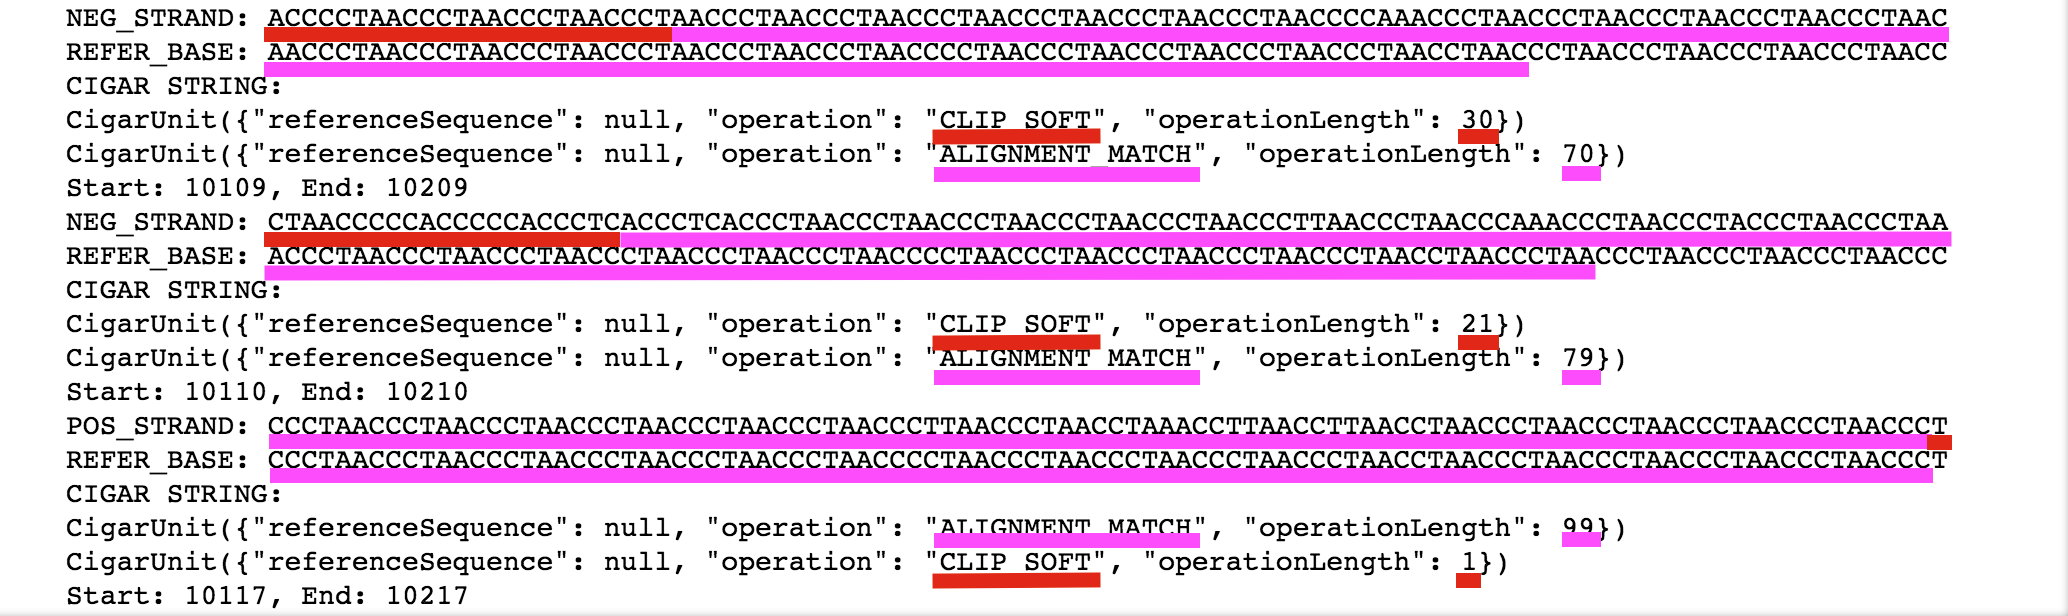 NEG_STRAND: ACCCCTAACCCTAACCCTAACCCTAACCCTAACCCTAACCCTAACCCTAACCCTAACCCCAAACCCTAACCCTAACCCTAACCCTAAC
REFER_BASE: AACCCTAACCCTAACCCTAACCCTAACCCTAACCCTAACCCCTAACCCTAACCCTAACCCTAACCCTAACCTAACCCTAACCCTAACCCTAACCCTAACC
CIGAR STRING:
CigarUnit({"referenceSequence": null, "operation": "CLIP_SOFT", "operationLength": 30})
CigarUnit({"referenceSequence": null, "operation": "ALIGNMENT_MATCH", "operationLength": 70})
Start: 10109, End: 10209
NEG_STRAND: CTAACCCCCACCCCCACCCTCACCCTCACCCTAACCCTAACCCTAACCCTAACCCTAACCCTTAACCCTAACCCAAACCCTAACCCTACCCTAACCCTAA
REFER_BASE: ACCCTAACCCTAACCCTAACCCTAACCCTAACCCTAACCCCTAACCCTAACCCTAACCCTAACCCTAACCTAACCCTAACCCTAACCCTAACCCTAACCC
CIGAR STRING:
CigarUnit({"referenceSequence": null, "operation": "CLIP_SOFT", "operationLength": 21})
CigarUnit({"referenceSequence": null, "operation": "ALIGNMENT_MATCH", "operationLength": 79})
Start: 10110, End: 10210
POS_STRAND: CCCTAACCCTAACCCTAACCCTAACCCTAACCCTAACCCTTAACCCTAACCTAAACCTTAACCTTAACCTAACCCTAACCCTAACCCTAACCCTAACCCT
REFER_BASE: CCCTAACCCTAACCCTAACCCTAACCCTAACCCTAACCCCTAACCCTAACCCTAACCCTAACCCTAACCTAACCCTAACCCTAACCCTAACCCTAACCCT
CIGAR STRING:
CigarUnit({"referenceSequence": null, "operation": "ALIGNMENT_MATCH", "operationLength": 99})
CigarUnit({"referenceSequence": null, "operation": "CLIP_SOFT", "operationLength": 1})
Start: 10117, End: 10217